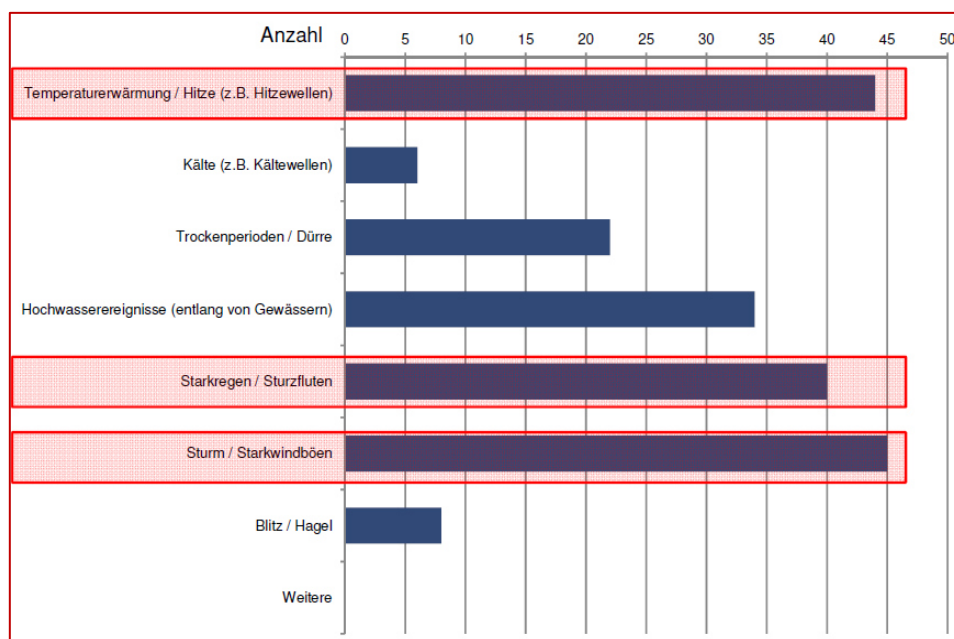 Anzahl 0 5 10 15 20 25 30 35 40 45 50
Temperaturerwärmung / Hitze (z.B. Hitzewellen)
Kälte (z.B. Kältewellen)
Trockenperioden / Dürre
Hochwasserereignisse (entlang von Gewässern)
Starkregen / Sturzfluten
Sturm / Starkwindböen
Blitz / Hagel
Weitere